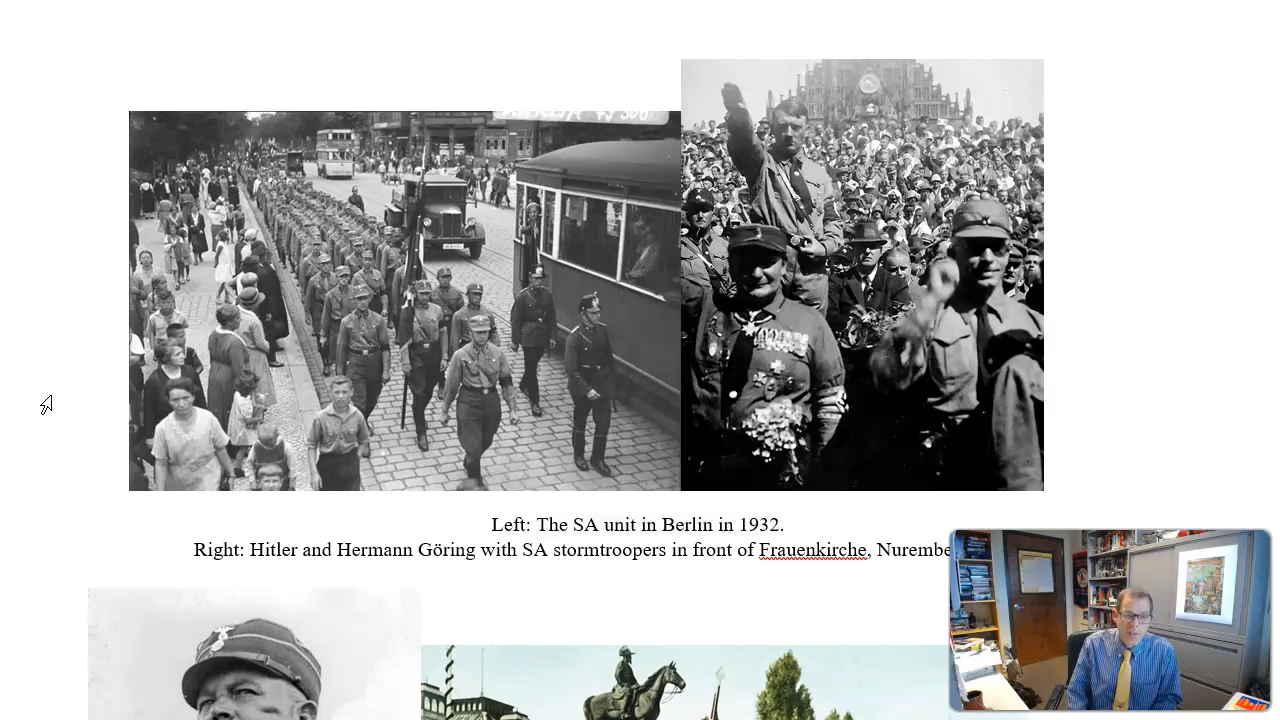 Left: The SA unit in Berlin in 1932.
Right: Hitler and Hermann Göring with SA stormtroopers in front of Frauenkirche,